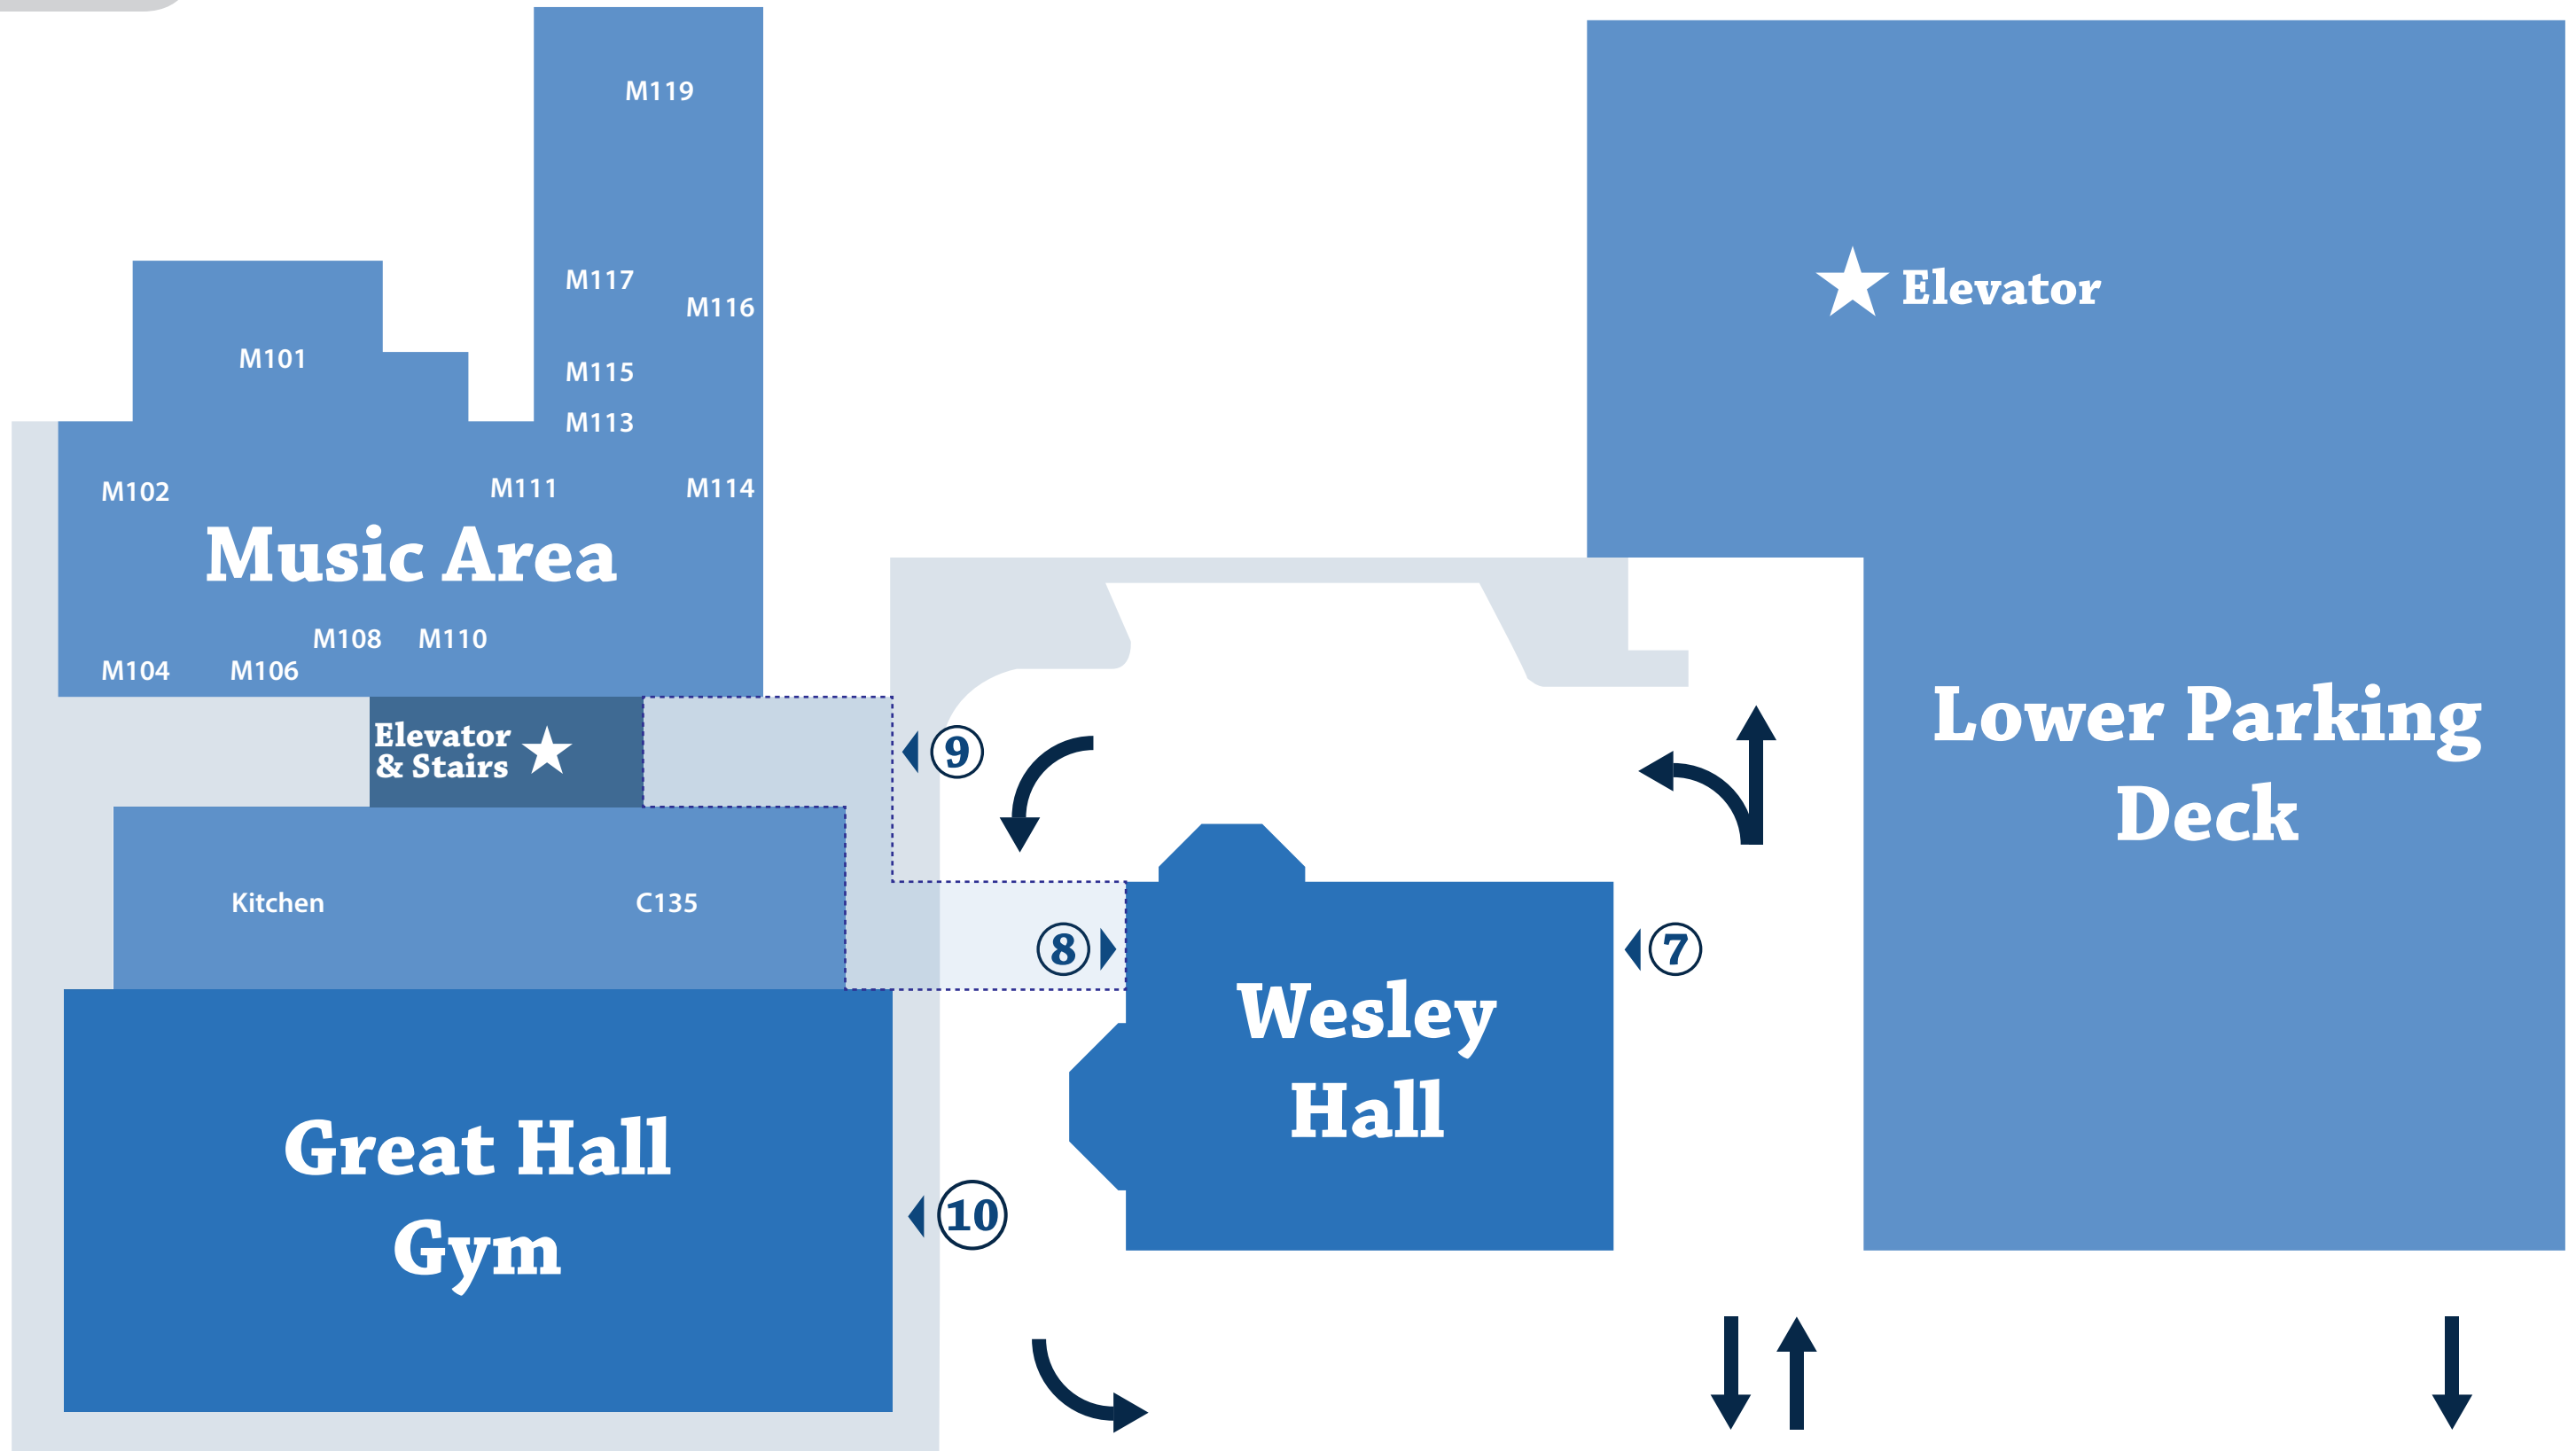 M119
M117
M116
M101
M115
M113
M102
M111
M114
Music Area
M108
M110
M104
M106
Elevator
& Stairs
Kitchen
C135
Great Hall
Gym
9
8
10
7
Wesley
Hall
Elevator
Lower Parking
Deck